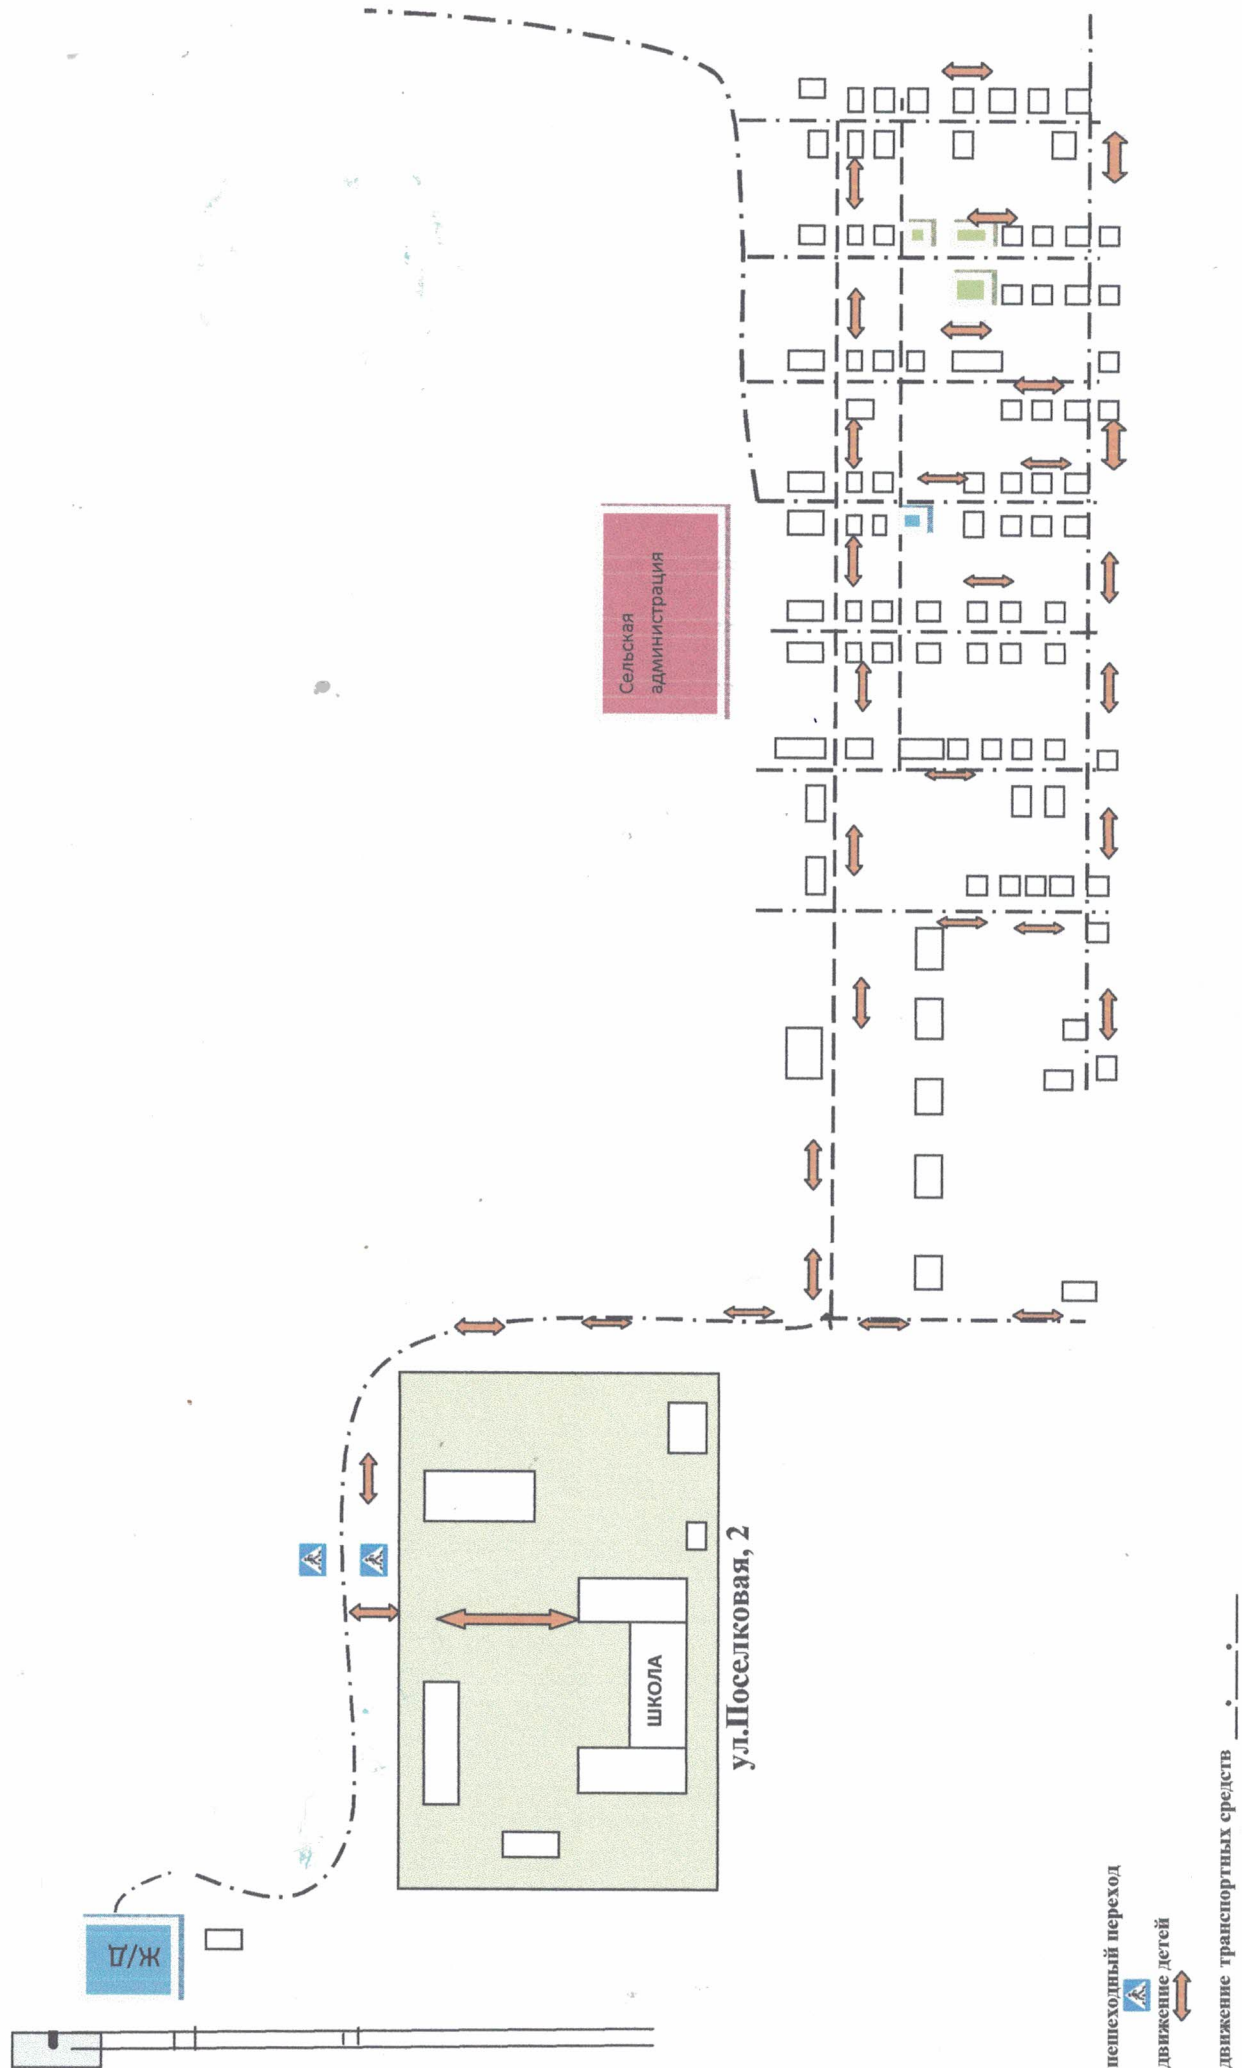 Ж/Д
ШКОЛА
ул.Поселковая, 2
Сельская
администрация
пешеходный переход
движение детей
движение транспортных средств